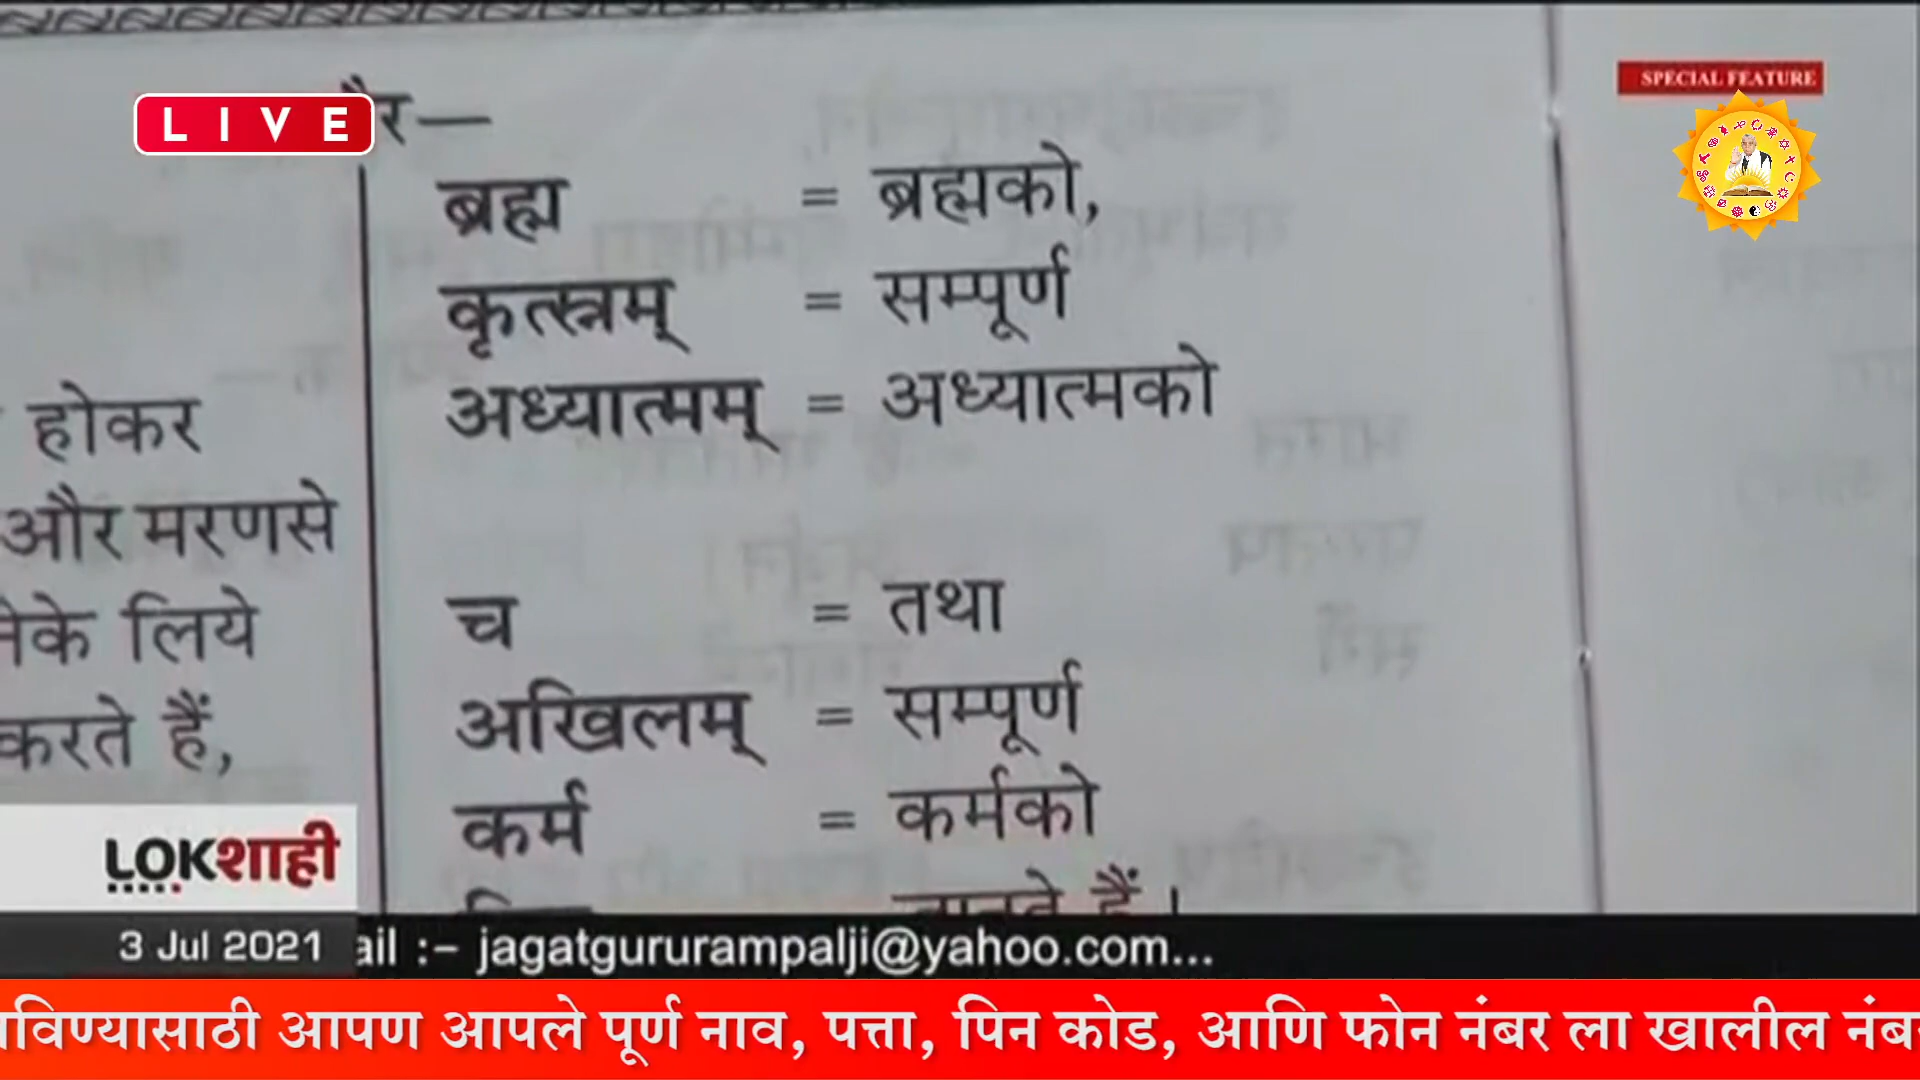 SPECIAL FEATURE
LIVE
ब्रह्म = ब्रह्मको,
कृत्स्नम् = सम्पूर्ण
अध्यात्मम् = अध्यात्मको
होकर
और मरणसे
च = तथा
लिये
अखिलम् = सम्पूर्ण
करते हैं,
कर्म = कर्मको
LOKशाही
3 Jul 2021
ail :- jagatgururampalji@yahoo.com...
आपण आपले पूर्ण नाव, पत्ता, पिन कोड, आणि फोन नंबर ला खालील